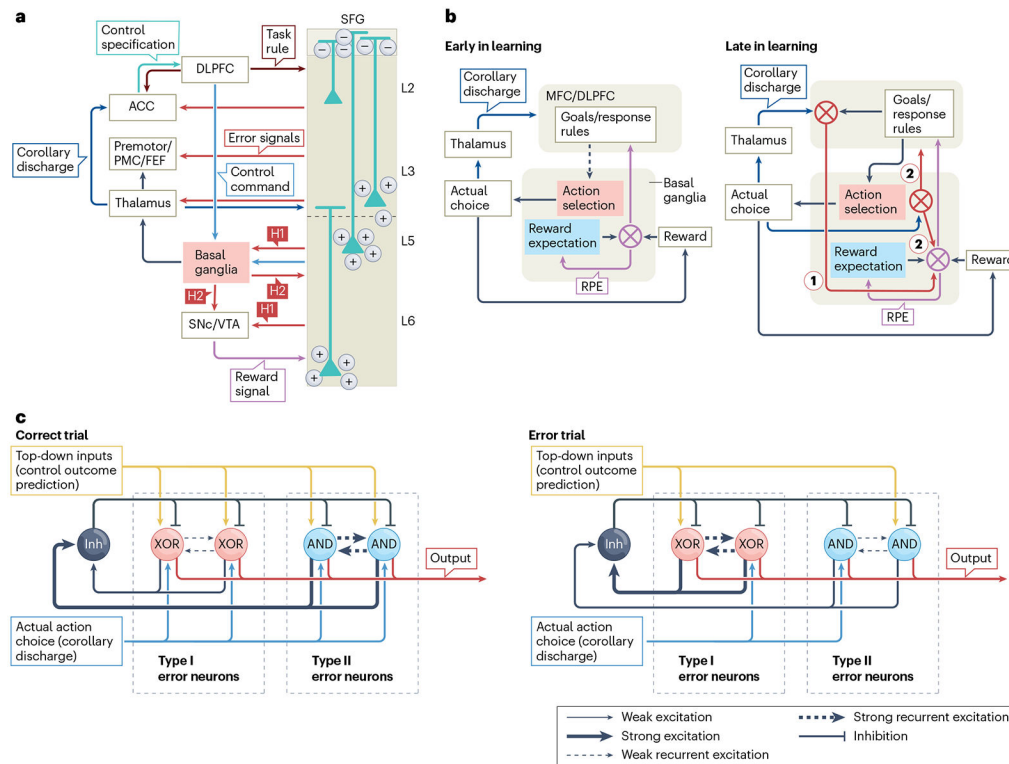 a
SFG
Control
specification
Task
rule
DLPFC
L2
ACC
Error signals
Corollary
discharge
Premotor/
PMC/FEF
Control
command
L3
Thalamus
H1
L5
Basal
ganglia
H2
H2
H1
SNc/VTA
L6
Reward
signal
b
Early in learning
Corollary
discharge
MFC/DLPFC
Goals/response
rules
Thalamus
Actual
choice
Action
selection
Basal
ganglia
Reward
expectation
Reward
RPE
Late in learning
Corollary
discharge
Goals/
response
rules
Thalamus
2
Actual
choice
Action
selection
Reward
expectation
2
Reward
1
RPE
c
Correct trial
Top-down inputs
(control outcome
prediction)
Inh
XOR
XOR
AND
AND
Output
Actual action
choice (corollary
discharge)
Type I
error neurons
Type II
error neurons
Error trial
Top-down inputs
(control outcome
prediction)
Inh
XOR
XOR
AND
AND
Output
Actual action
choice (corollary
discharge)
Type I
error neurons
Type II
error neurons
Weak excitation
Strong recurrent excitation
Strong excitation
Inhibition
Weak recurrent excitation